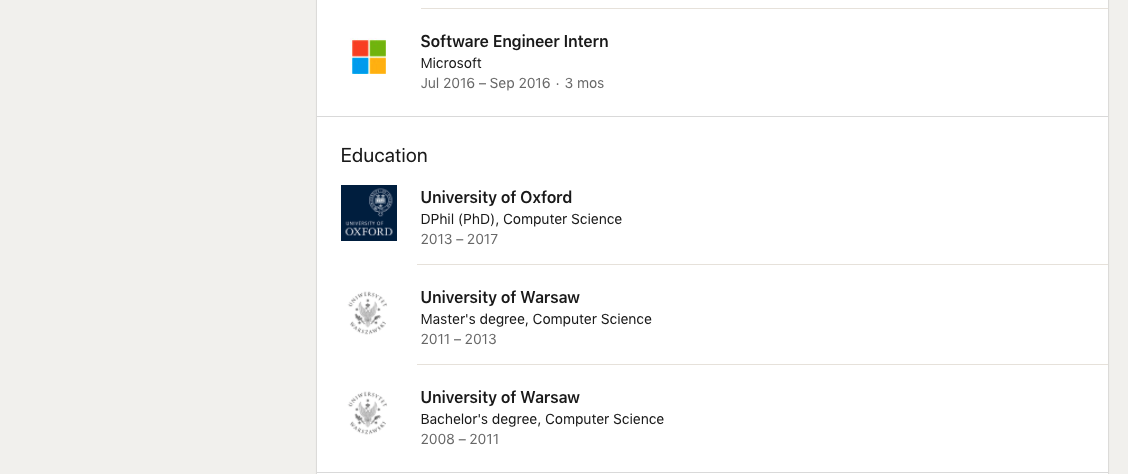 Software Engineer Intern
Microsoft
Jul 2016 – Sep 2016 · 3 mos
Education
UNIVERSITY OF
OXFORD
University of Oxford
DPhil (PhD), Computer Science
2013 – 2017
UNIWERSYTET
WARSZAWSKI
University of Warsaw
Master's degree, Computer Science
2011 – 2013
UNIWERSYTET
WARSZAWSKI
University of Warsaw
Bachelor's degree, Computer Science
2008 – 2011